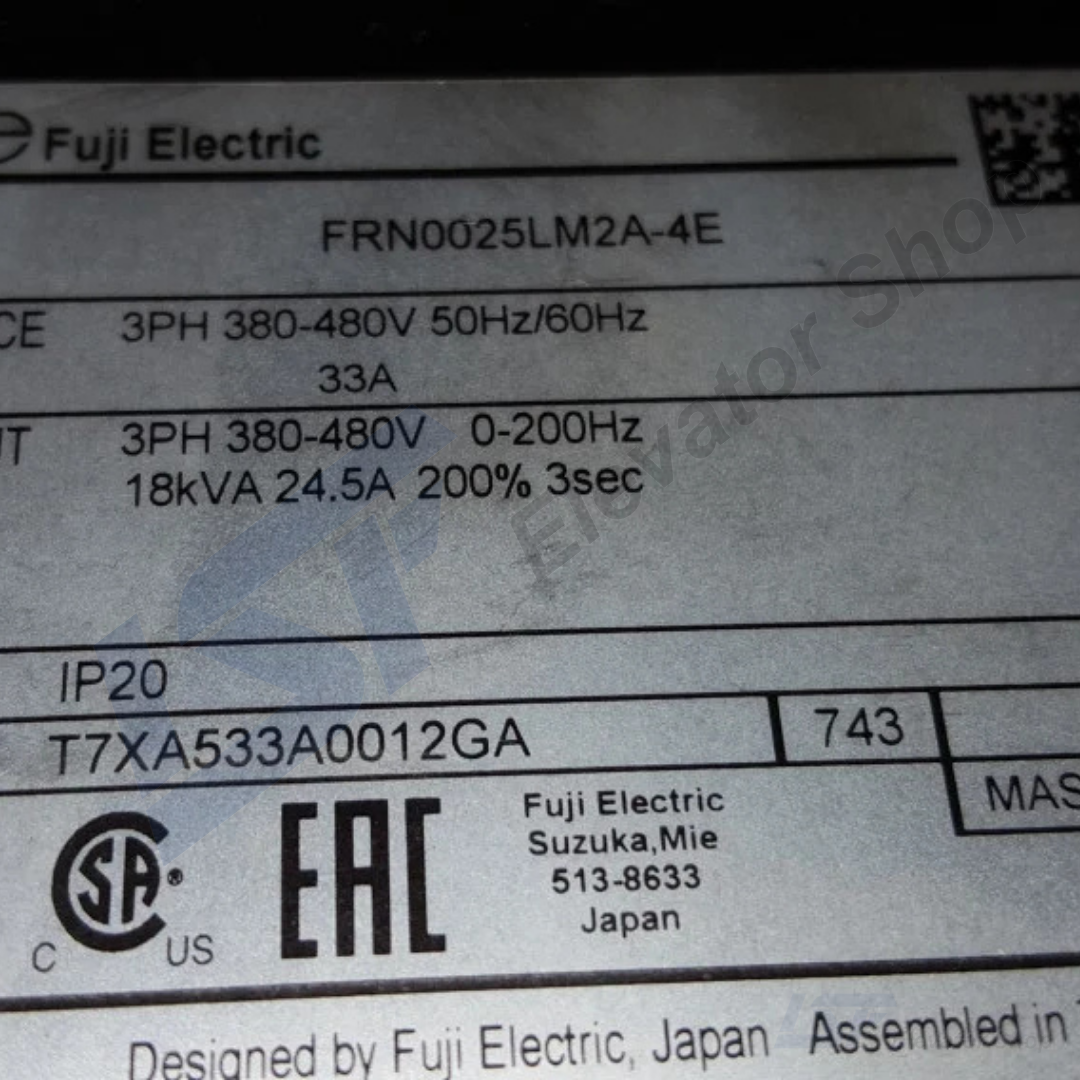 Fuji Electric
FRN0025LM2A-4E
CE 3PH 380-480V 50Hz/60Hz
33A
UT 3PH 380-480V 0-200Hz
18kVA 24.5A 200% 3sec
IP20
T7XA533A0012GA 743
MAS
SA®
C US
EAC
Fuji Electric
Suzuka,Mie
513-8633
Japan
Designed by Fuji Electric, Japan Assembled in
Elevator Shop